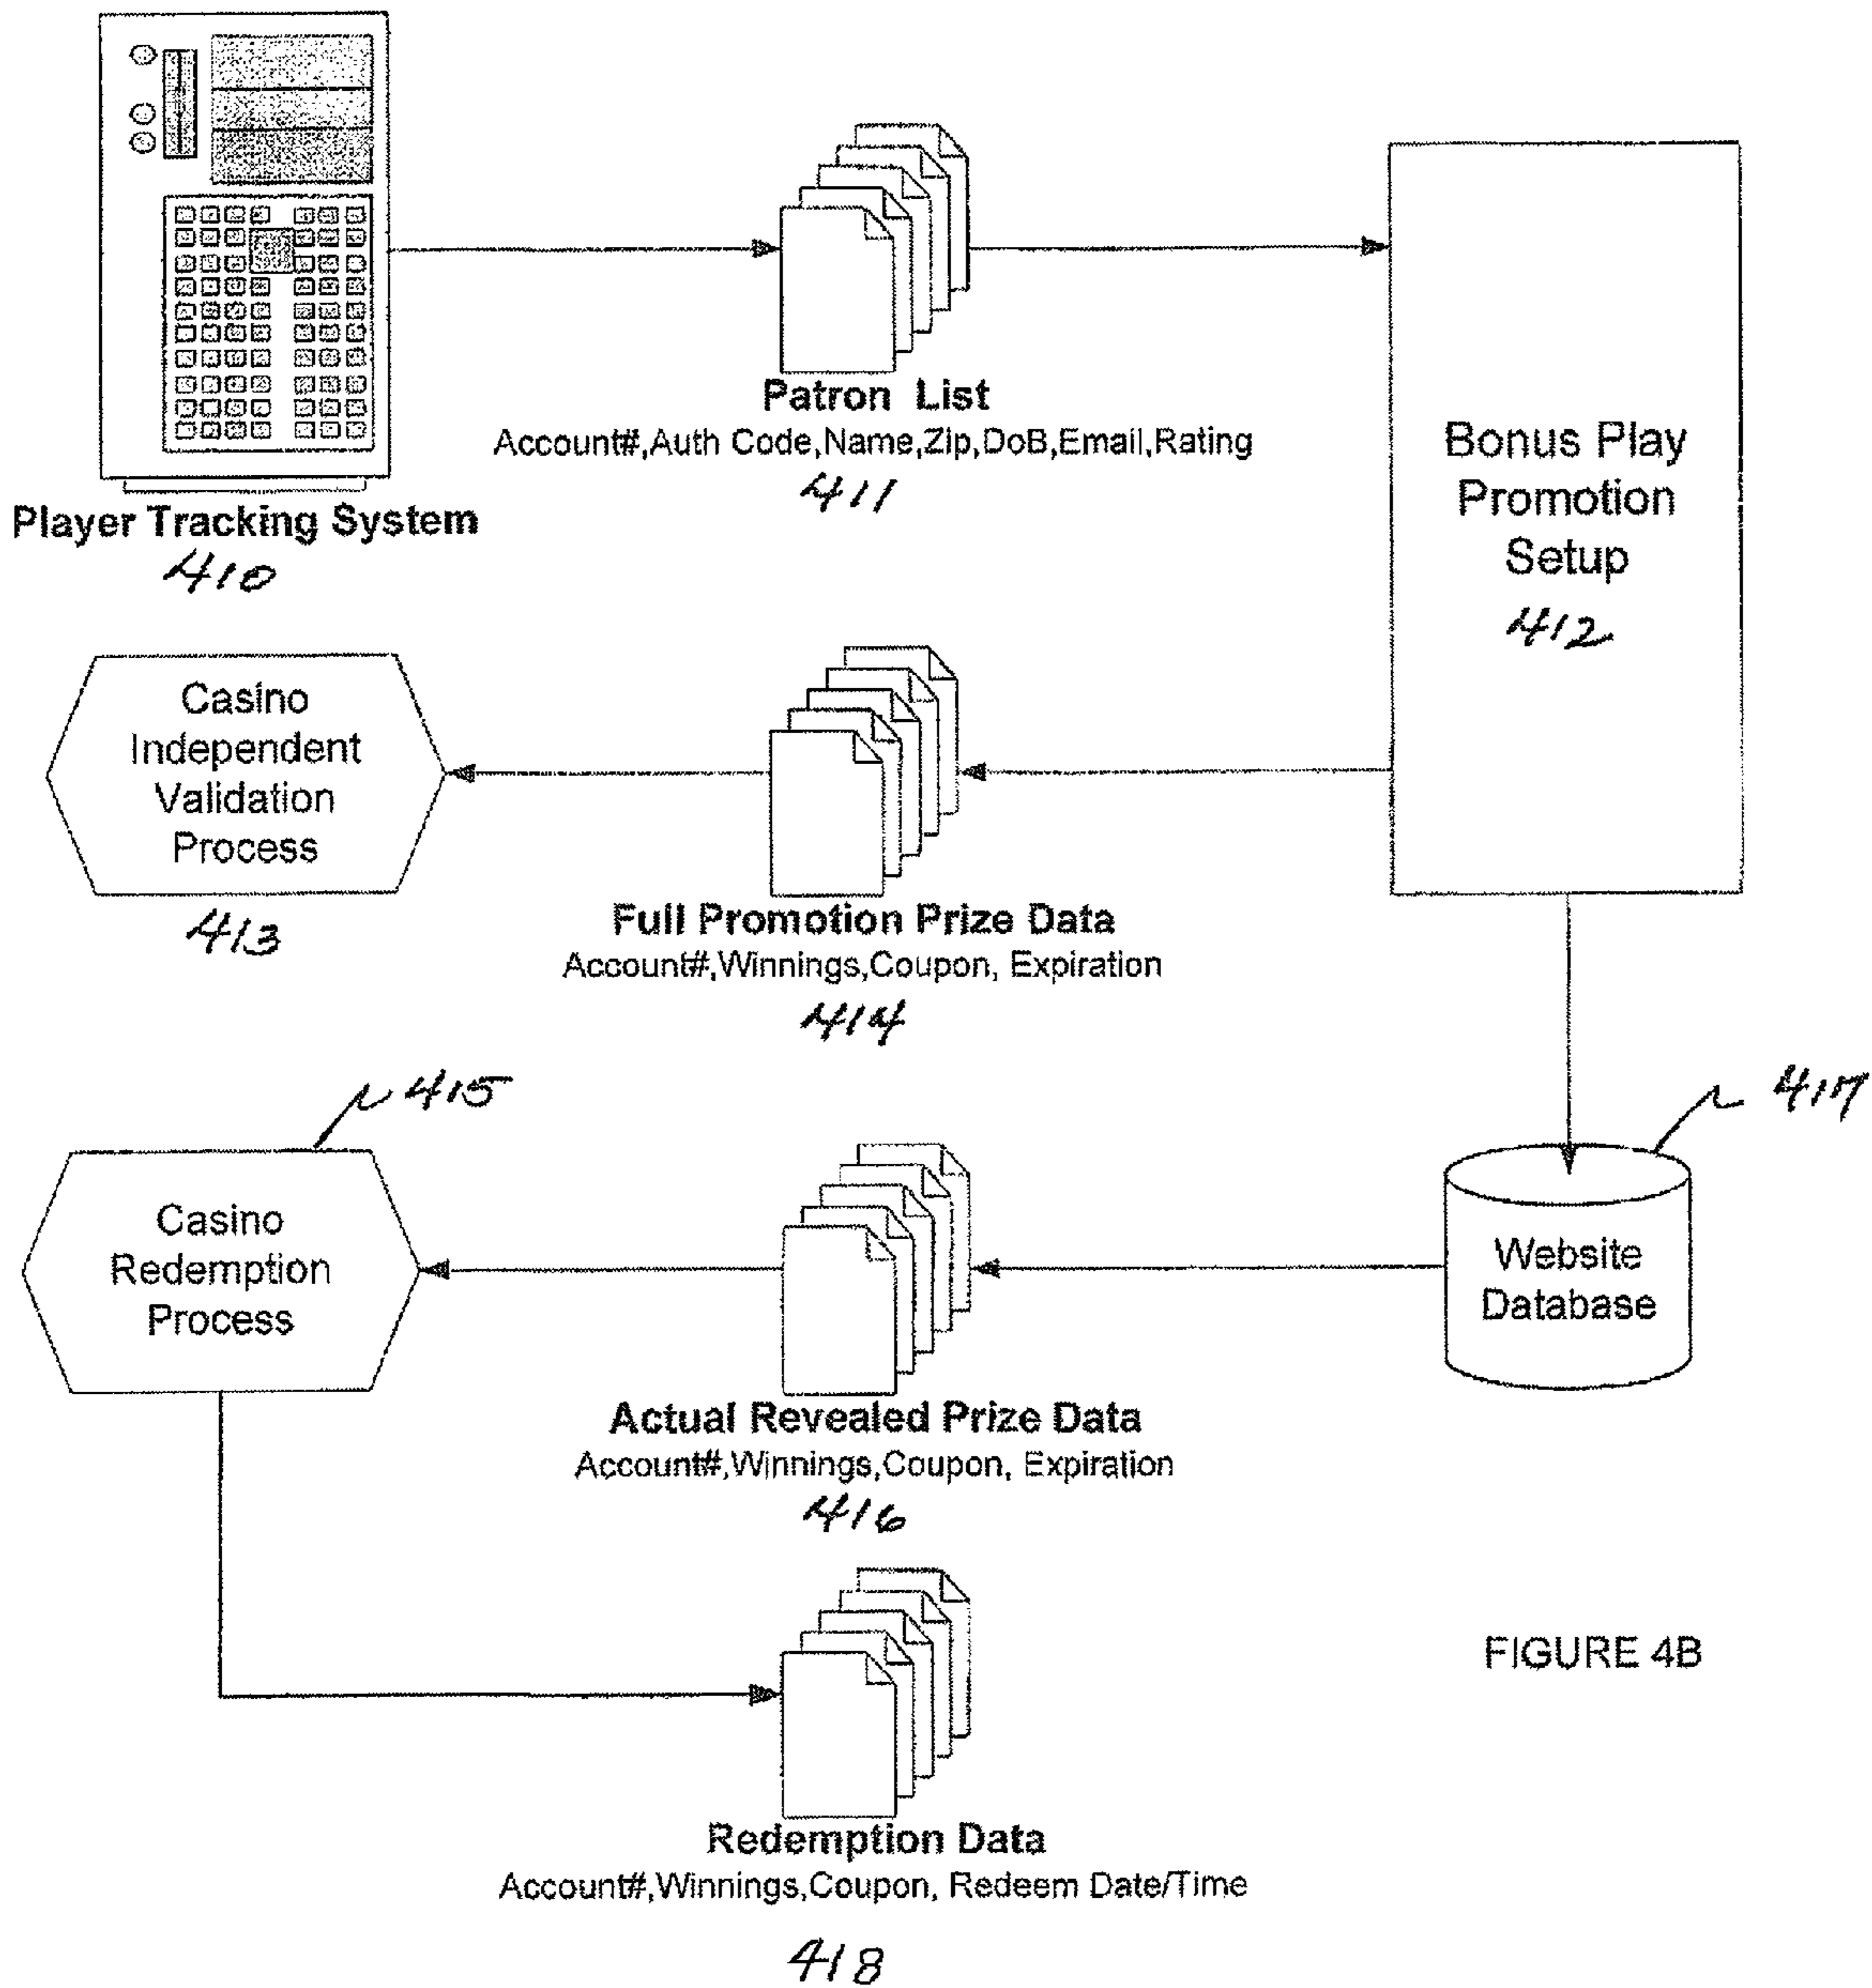 Patron List
Account#,Auth Code,Name,Zip,DoB,Email,Rating
411
Player Tracking System
410
Bonus Play
Promotion
Setup
412
Casino
Independent
Validation
Process
413
Full Promotion Prize Data
Account#,Winnings,Coupon, Expiration
414
415
417
Casino
Redemption
Process
Website
Database
Actual Revealed Prize Data
Account#,Winnings,Coupon, Expiration
416
FIGURE 4B
Redemption Data
Account#,Winnings,Coupon, Redeem Date/Time
418